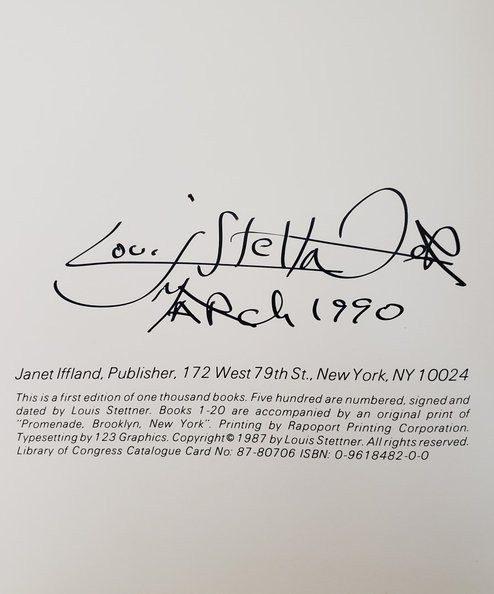 Louis Stettner
MARch 1990
Janet Iffland, Publisher, 172 West 79th St., New York, NY 10024
This is a first edition of one thousand books. Five hundred are numbered, signed and
dated by Louis Stettner. Books 1-20 are accompanied by an original print of
"Promenade, Brooklyn, New York". Printing by Rapoport Printing Corporation.
Typesetting by 123 Graphics. Copyright © 1987 by Louis Stettner. All rights reserved.
Library of Congress Catalogue Card No: 87-80706 ISBN: 0-9618482-0-0